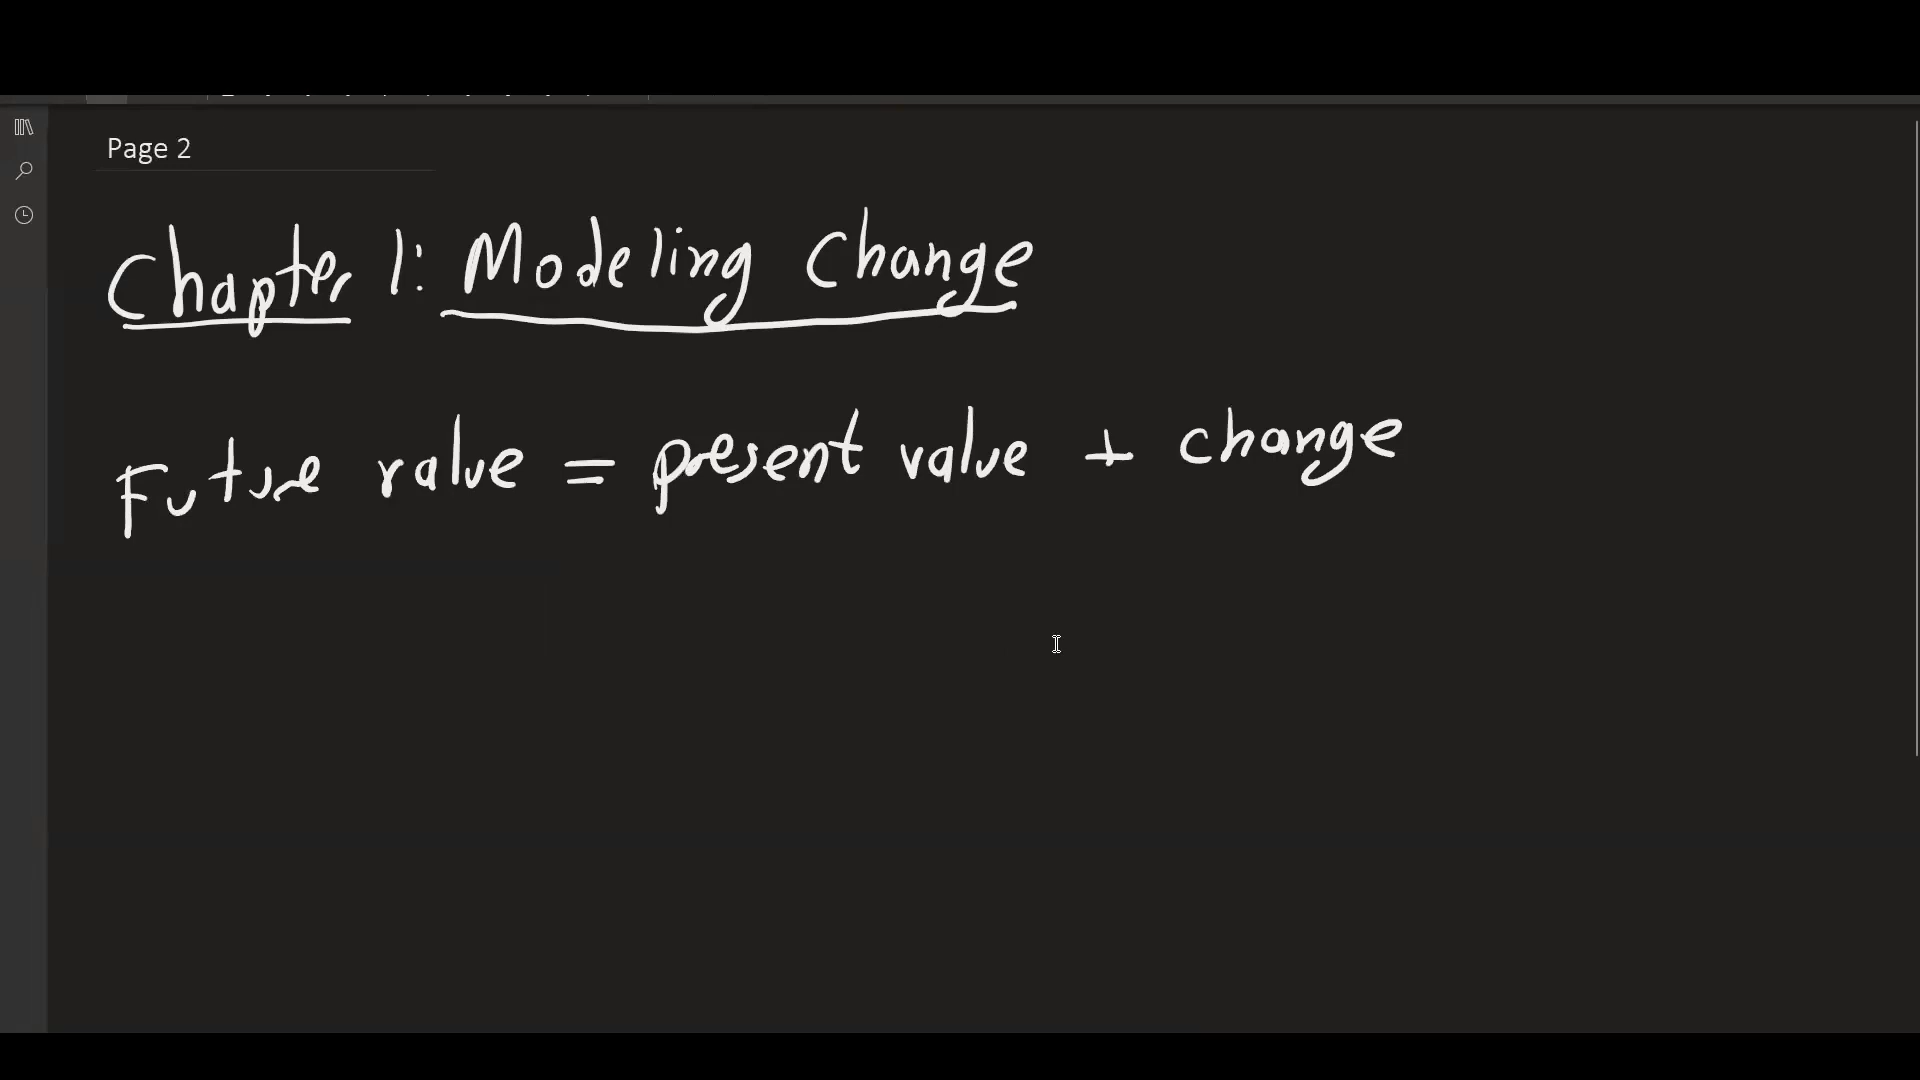 Page 2
Chapter 1: Modeling Change
Future value = present value + change